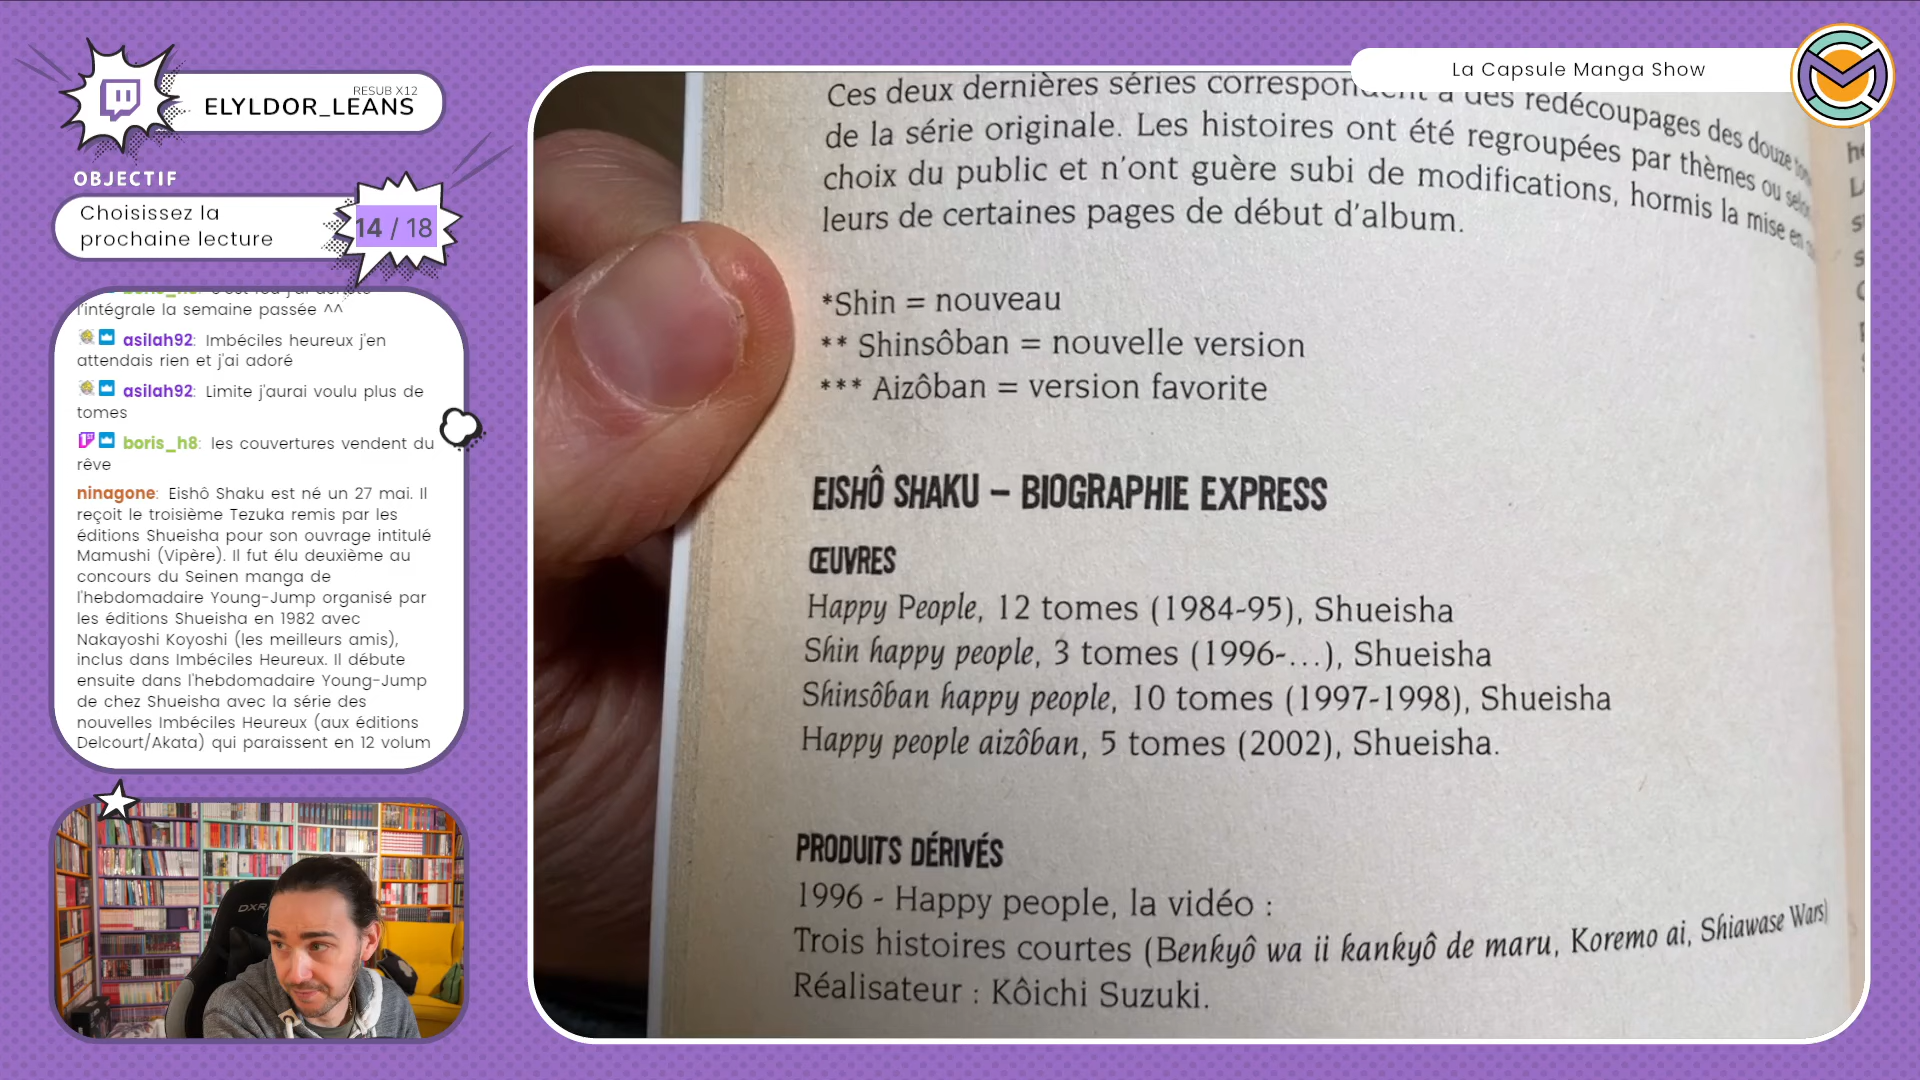 RESUB X12
ELYLDOR_LEANS
OBJECTIF
Choisissez la
prochaine lecture
14 / 18
l'intégrale la semaine passée ^^
asilah92: Imbéciles heureux j'en
attendais rien et j'ai adoré
asilah92: Limite j'aurai voulu plus de
tomes
boris_h8: les couvertures vendent du
rêve
ninagone: Eishô Shaku est né un 27 mai. Il
reçoit le troisième Tezuka remis par les
éditions Shueisha pour son ouvrage intitulé
Mamushi (Vipère). Il fut élu deuxième au
concours du Seinen manga de
l'hebdomadaire Young-Jump organisé par
les éditions Shueisha en 1982 avec
Nakayoshi Koyoshi (les meilleurs amis),
inclus dans Imbéciles Heureux. Il débute
ensuite dans l'hebdomadaire Young-Jump
de chez Shueisha avec la série des
nouvelles Imbéciles Heureux (aux éditions
Delcourt/Akata) qui paraissent en 12 volum
DXR
La Capsule Manga Show
Ces deux dernières séries correspondent à des redécoupages des douze
de la série originale. Les histoires ont été regroupées par thèmes ou selon
choix du public et n'ont guère subi de modifications, hormis la mise en
leurs de certaines pages de début d'album.
*Shin = nouveau
** Shinsôban = nouvelle version
*** Aizôban = version favorite
EISHÔ SHAKU – BIOGRAPHIE EXPRESS
ŒUVRES
Happy People, 12 tomes (1984-95), Shueisha
Shin happy people, 3 tomes (1996-...), Shueisha
Shinsôban happy people, 10 tomes (1997-1998), Shueisha
Happy people aizôban, 5 tomes (2002), Shueisha.
PRODUITS DÉRIVÉS
1996 - Happy people, la vidéo :
Trois histoires courtes (Benkyô wa ii kankyô de maru, Koremo ai, Shiawase Wars)
Réalisateur : Kôichi Suzuki.